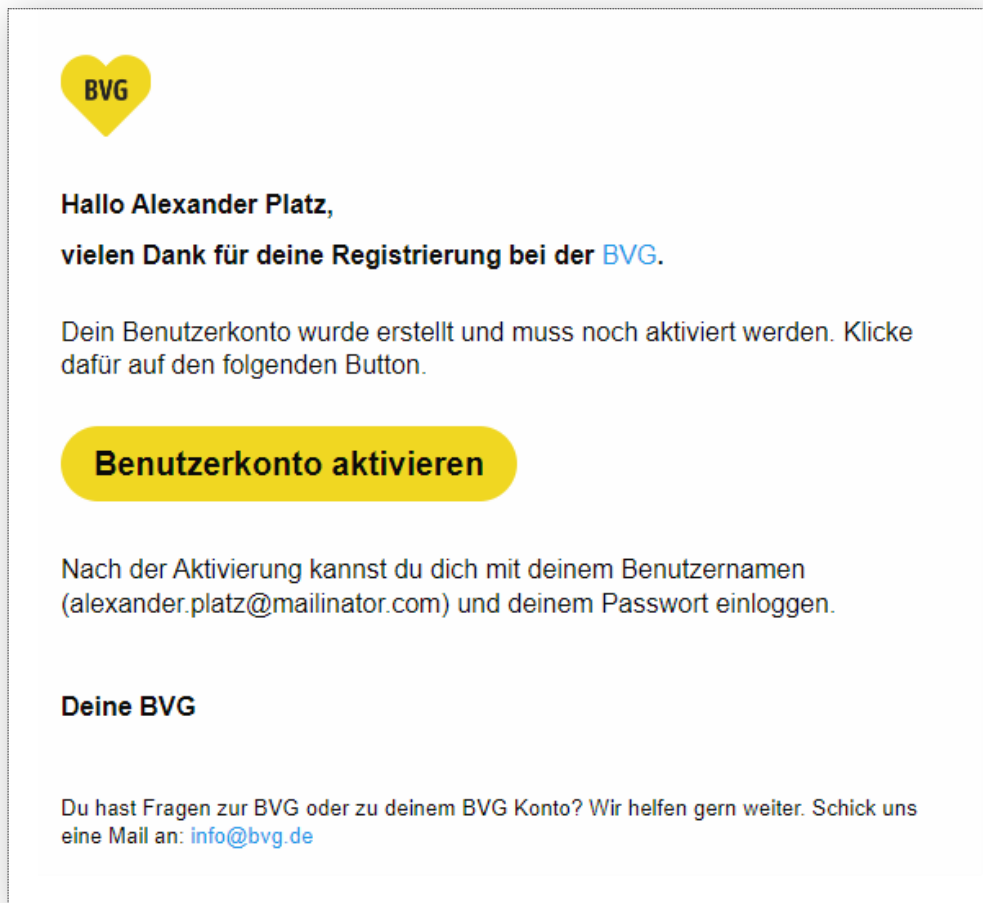 BVG
Hallo Alexander Platz,
vielen Dank für deine Registrierung bei der BVG.
Dein Benutzerkonto wurde erstellt und muss noch aktiviert werden. Klicke
dafür auf den folgenden Button.
Benutzerkonto aktivieren
Nach der Aktivierung kannst du dich mit deinem Benutzernamen
(alexander.platz@mailinator.com) und deinem Passwort einloggen.
Deine BVG
Du hast Fragen zur BVG oder zu deinem BVG Konto? Wir helfen gern weiter. Schick uns
eine Mail an: info@bvg.de